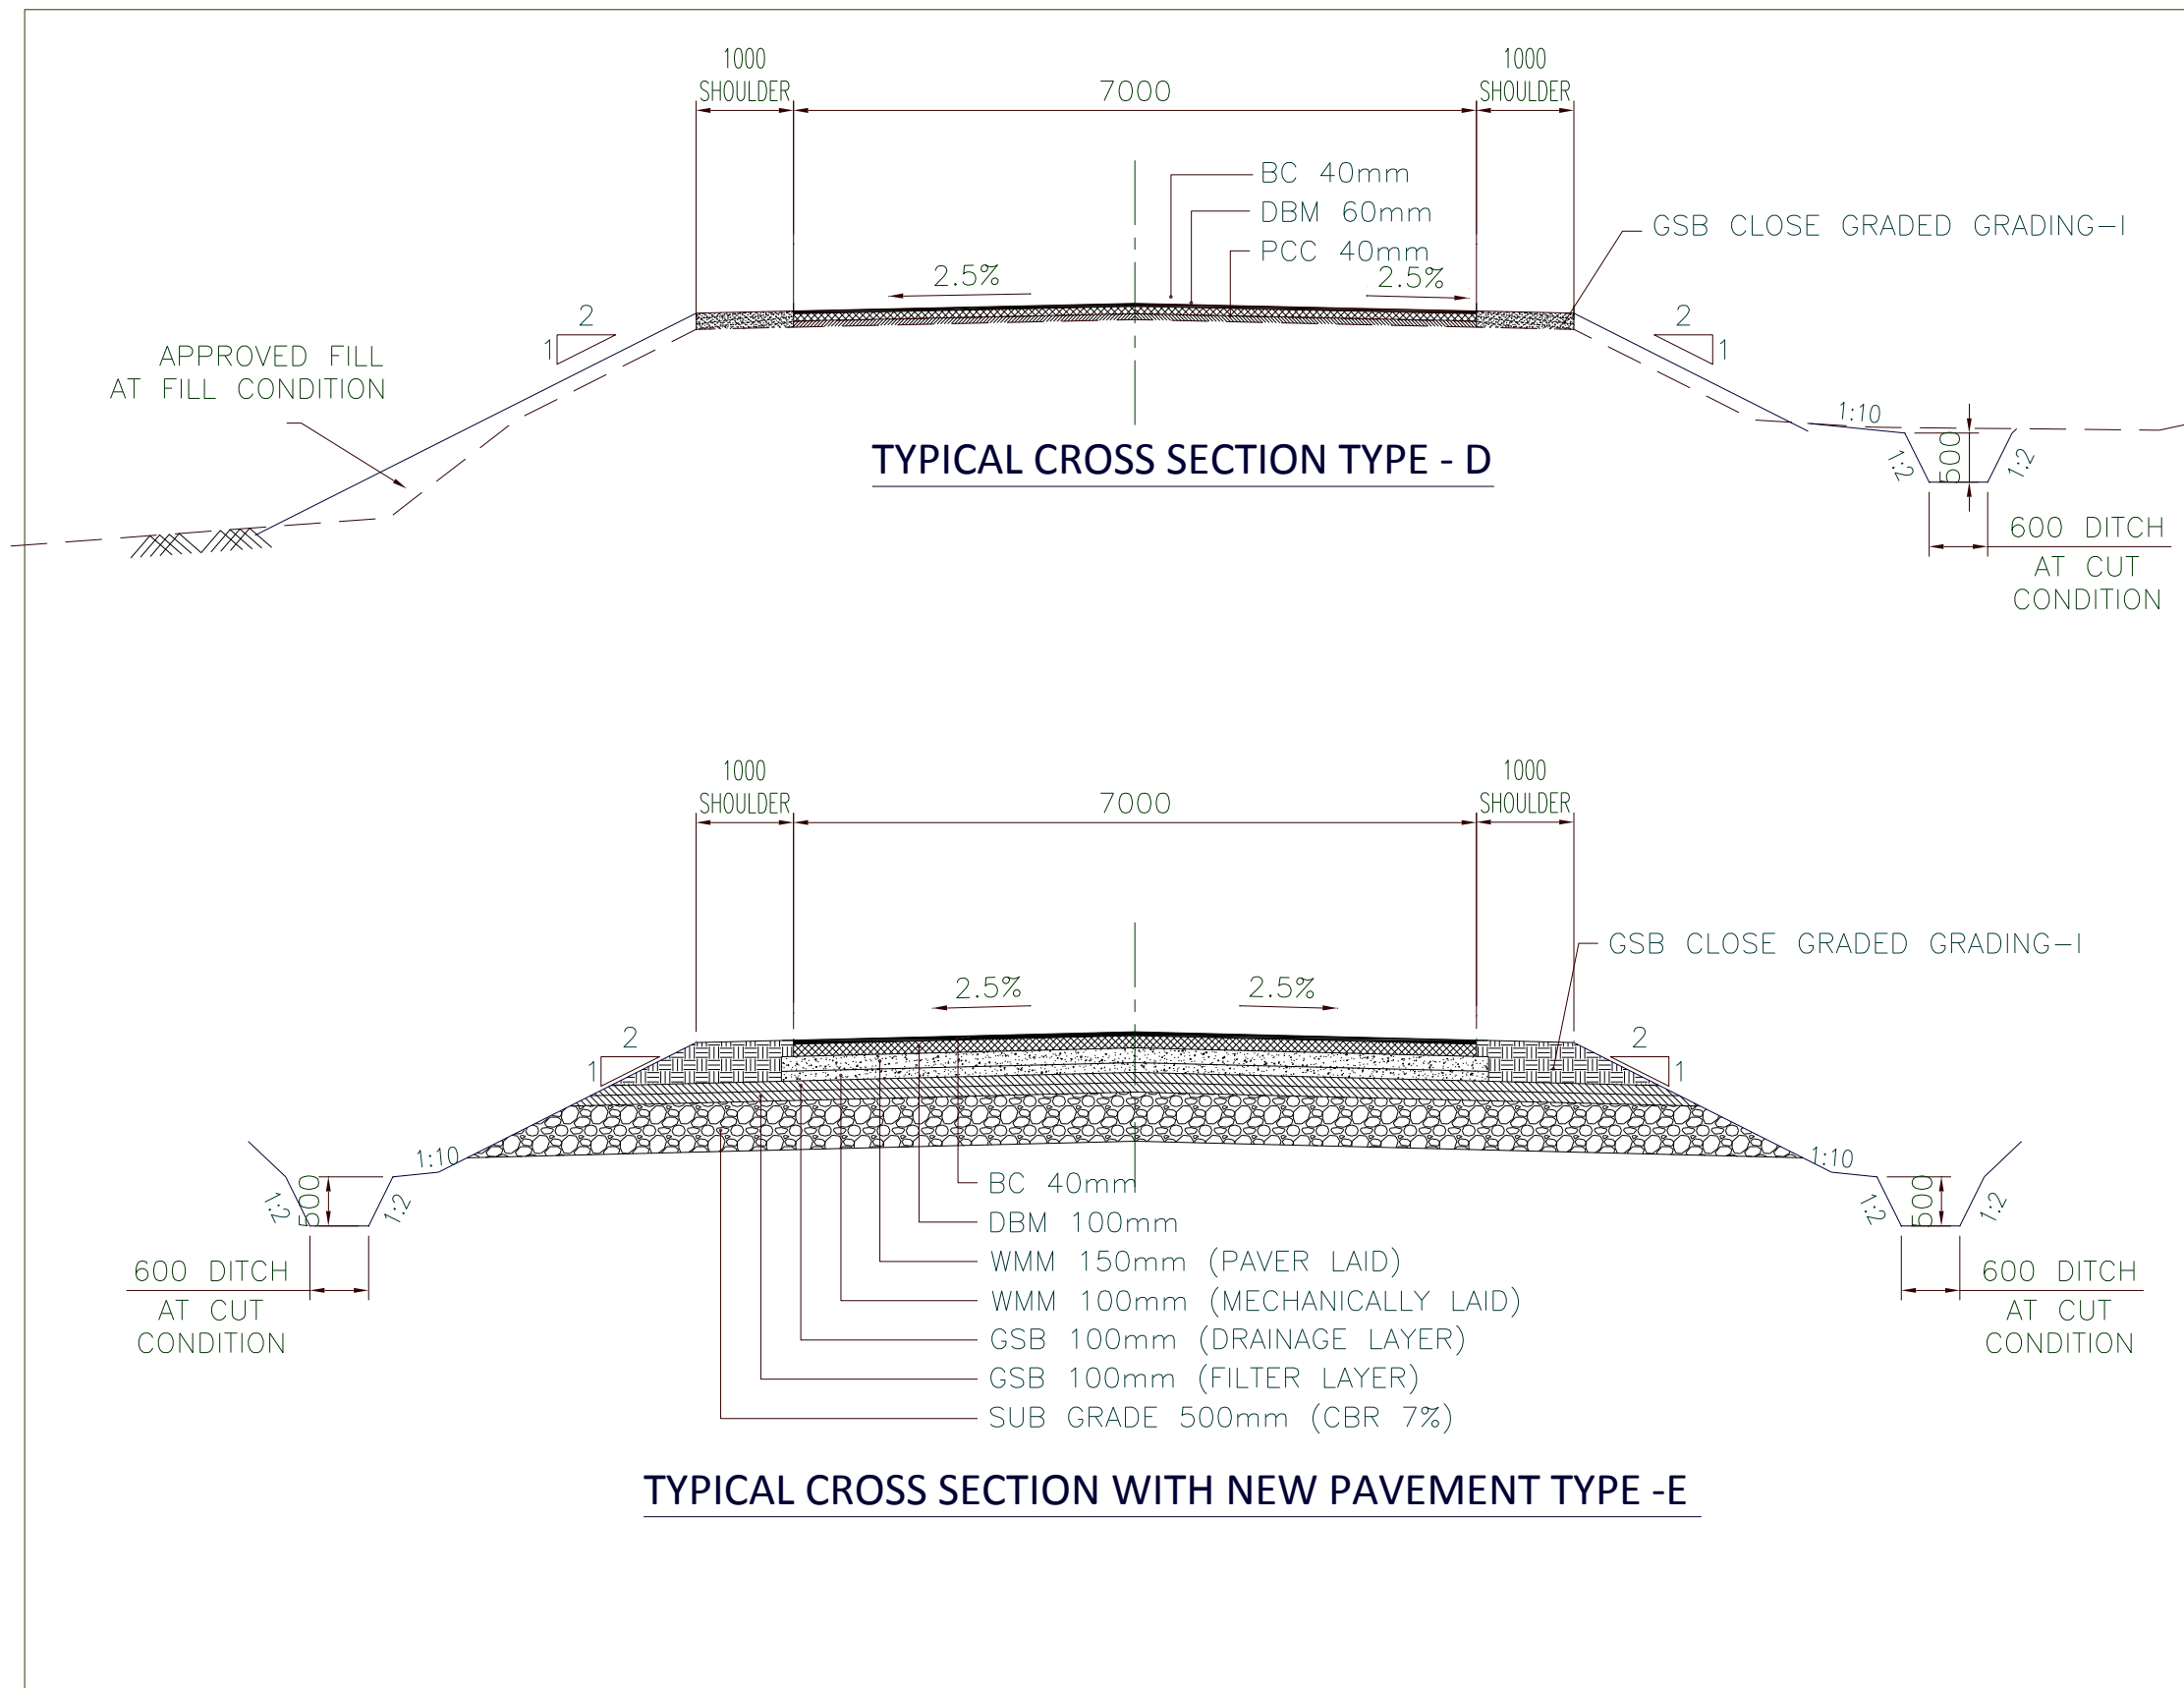 1000
SHOULDER
7000
1000
SHOULDER
BC 40mm
DBM 60mm
PCC 40mm
GSB CLOSE GRADED GRADING-I
2.5%
2.5%
2
1
2
1
APPROVED FILL
AT FILL CONDITION
1:10
500
1:2
1:2
TYPICAL CROSS SECTION TYPE - D
600 DITCH
AT CUT
CONDITION
1000
SHOULDER
7000
1000
SHOULDER
GSB CLOSE GRADED GRADING-I
2.5%
2.5%
2
1
2
1
1:10
1:10
500
1:2
1:2
500
1:2
1:2
BC 40mm
DBM 100mm
WMM 150mm (PAVER LAID)
WMM 100mm (MECHANICALLY LAID)
GSB 100mm (DRAINAGE LAYER)
GSB 100mm (FILTER LAYER)
SUB GRADE 500mm (CBR 7%)
600 DITCH
AT CUT
CONDITION
600 DITCH
AT CUT
CONDITION
TYPICAL CROSS SECTION WITH NEW PAVEMENT TYPE -E